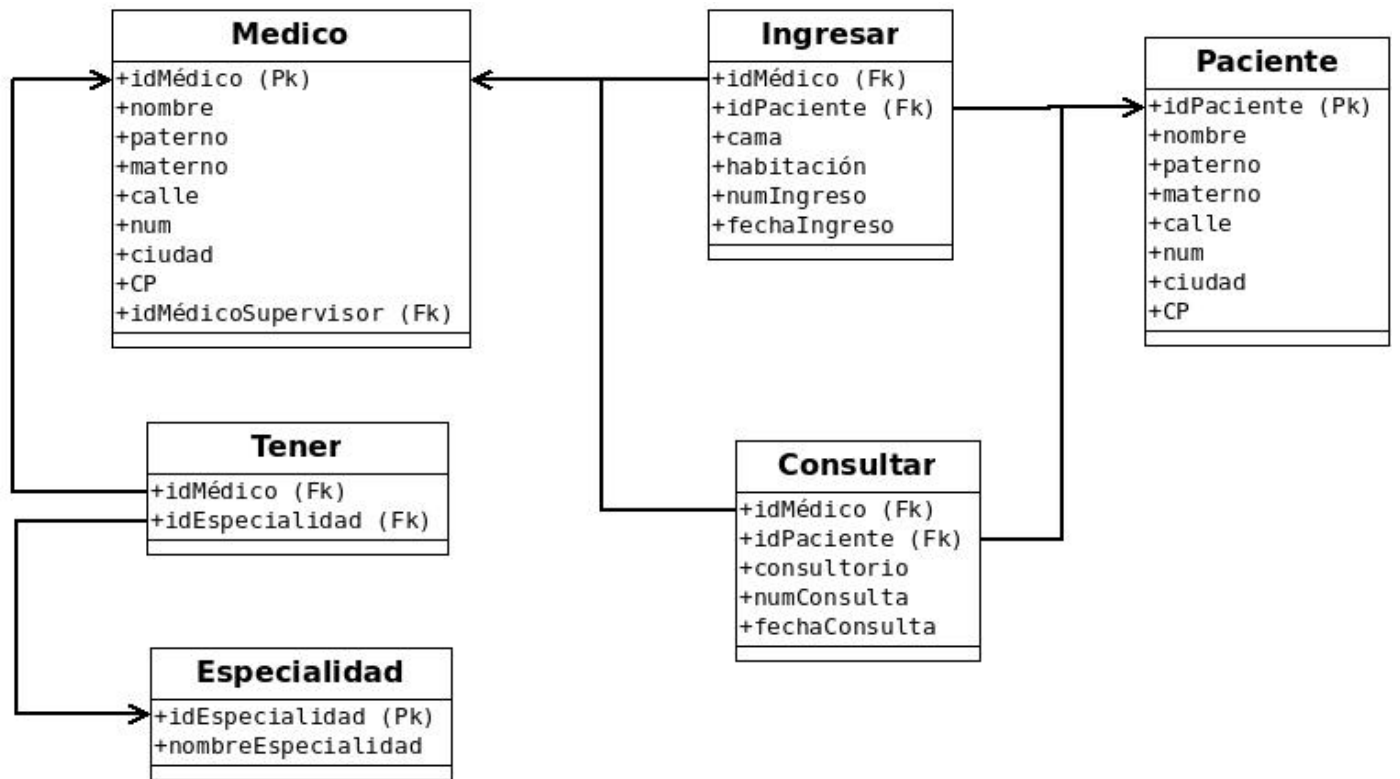 Medico
+idMédico (Pk)
+nombre
+paterno
+materno
+calle
+num
+ciudad
+CP
+idMédicoSupervisor (Fk)
Ingresar
+idMédico (Fk)
+idPaciente (Fk)
+cama
+habitación
+numIngreso
+fechaIngreso
Paciente
+idPaciente (Pk)
+nombre
+paterno
+materno
+calle
+num
+ciudad
+CP
Tener
+idMédico (Fk)
+idEspecialidad (Fk)
Consultar
+idMédico (Fk)
+idPaciente (Fk)
+consultorio
+numConsulta
+fechaConsulta
Especialidad
+idEspecialidad (Pk)
+nombreEspecialidad